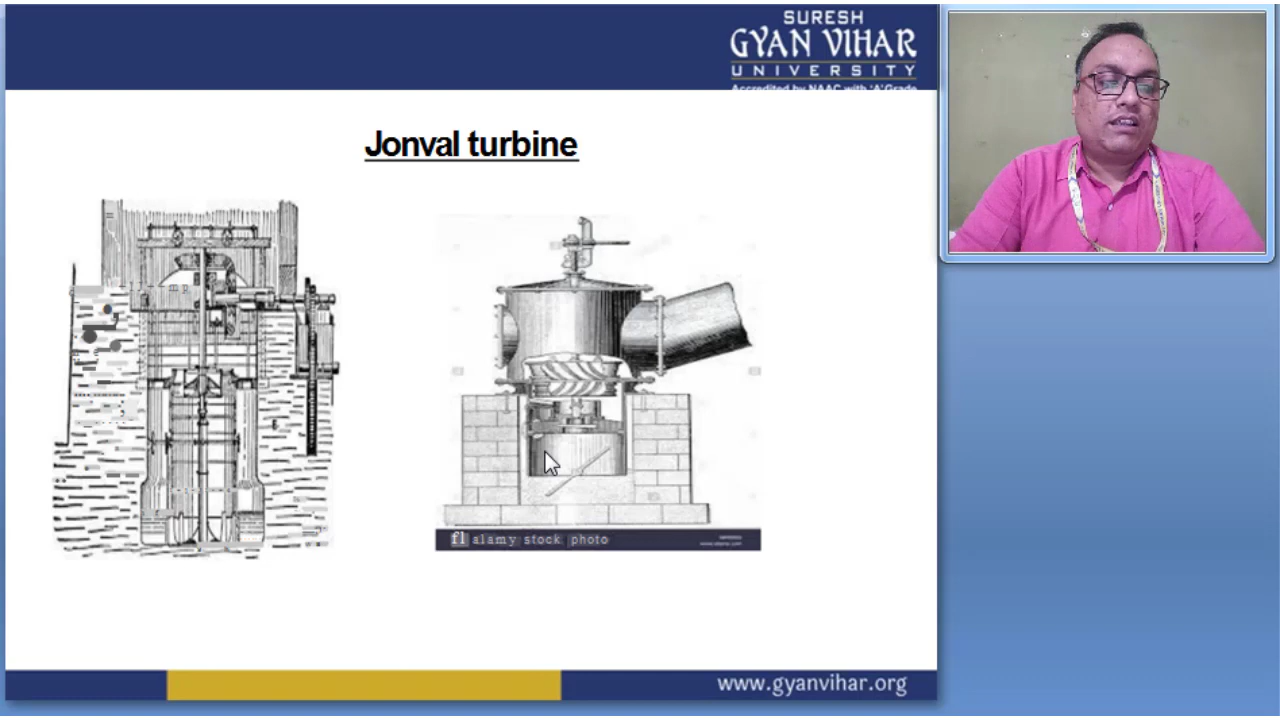 SURESH
GYAN VIHAR
UNIVERSITY
Accredited by NAAC with 'A' Grade
Jonval turbine
alamy stock photo
www.gyanvihar.org